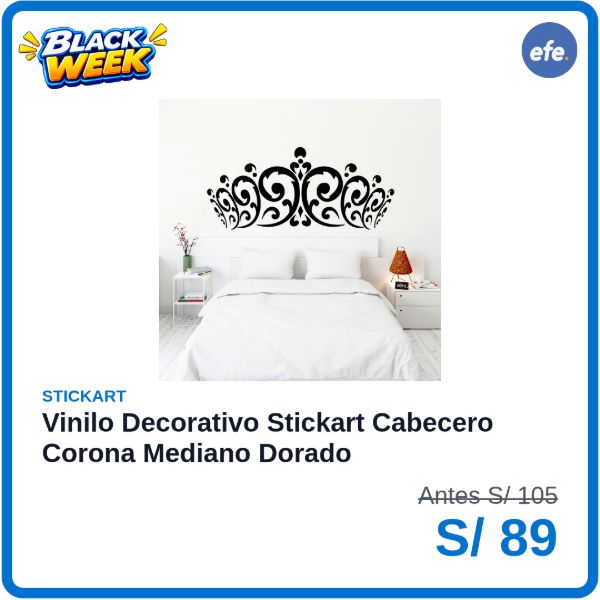 BLACK
WEEK
efe.
STICKART
Vinilo Decorativo Stickart Cabecero
Corona Mediano Dorado
Antes S/ 105
S/ 89